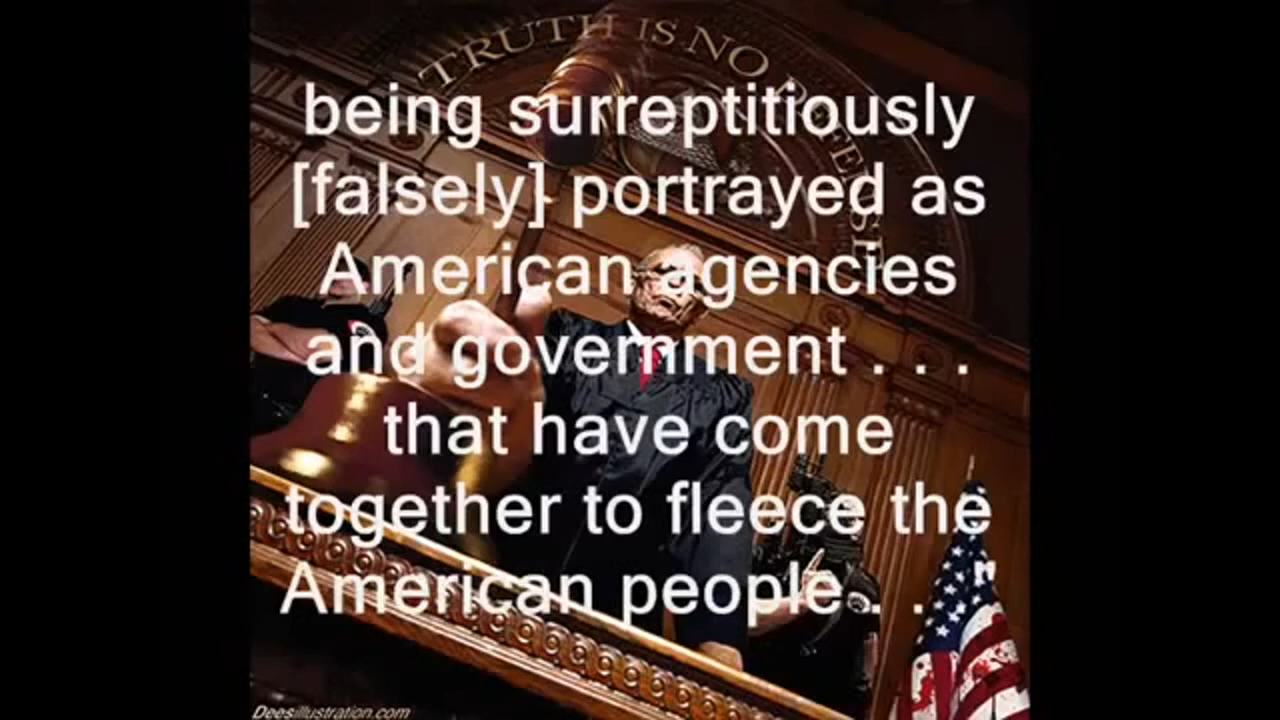 TRUTH IS NO DEFENSE
being surreptitiously
[falsely] portrayed as
American agencies
and government . . .
that have come
together to fleece the
American people . . "
Deesillustration.com